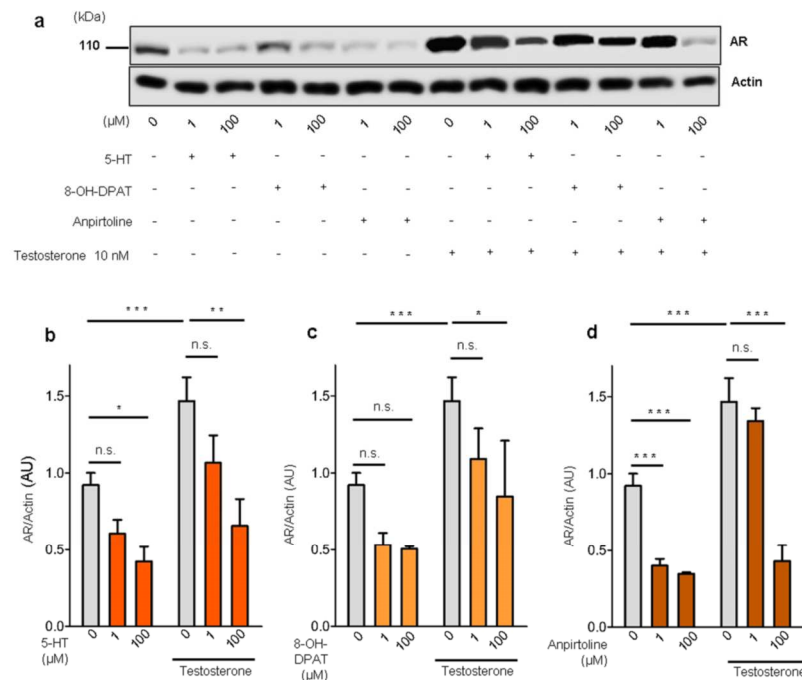 a
(kDa)
110
AR
Actin
(µM) 0 1 100 1 100 1 100 0 1 100 1 100 1 100
5-HT - + + - - - - - + + - - - -
8-OH-DPAT - - - + + - - - - - + + - -
Anpirtoline - - - - - + + - - - - - + +
Testosterone 10 nM - - - - - - - + + + + + + +
b
*** **
n.s.
*
n.s.
AR/Actin (AU)
1.5
1.0
0.5
0.0
5-HT
(µM)
0 1 100 0 1 100
Testosterone
c
*** *
n.s.
n.s.
n.s.
AR/Actin (AU)
1.5
1.0
0.5
0.0
8-OH-
DPAT
(µM)
0 1 100 0 1 100
Testosterone
d
*** ***
n.s.
***
***
AR/Actin (AU)
1.5
1.0
0.5
0.0
Anpirtoline
(µM)
0 1 100 0 1 100
Testosterone